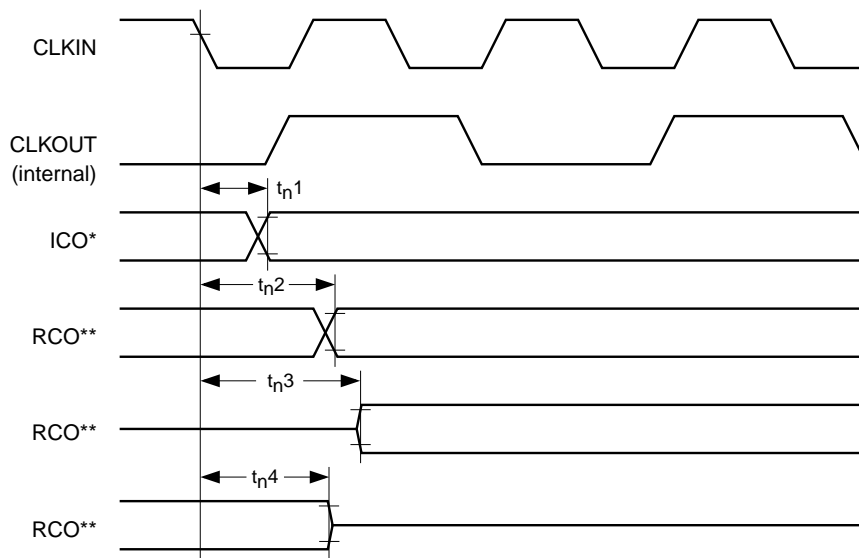 CLKIN
CLKOUT
(internal)
tn1
ICO*
tn2
RCO**
tn3
RCO**
tn4
RCO**